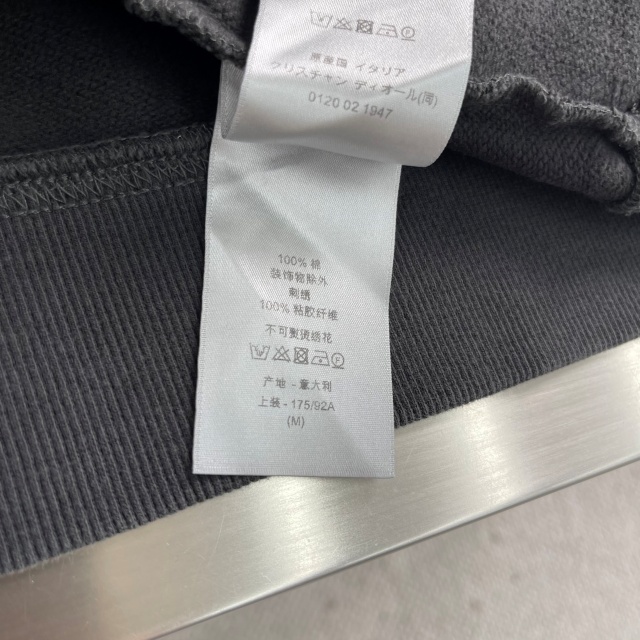 原産国 イタリア
クリスチャン ディオール(同)
0120 02 1947
100% 棉
装饰物除外
刺绣
100% 粘胶纤维
不可熨烫绣花
产地 - 意大利
上装 - 175/92A
(M)